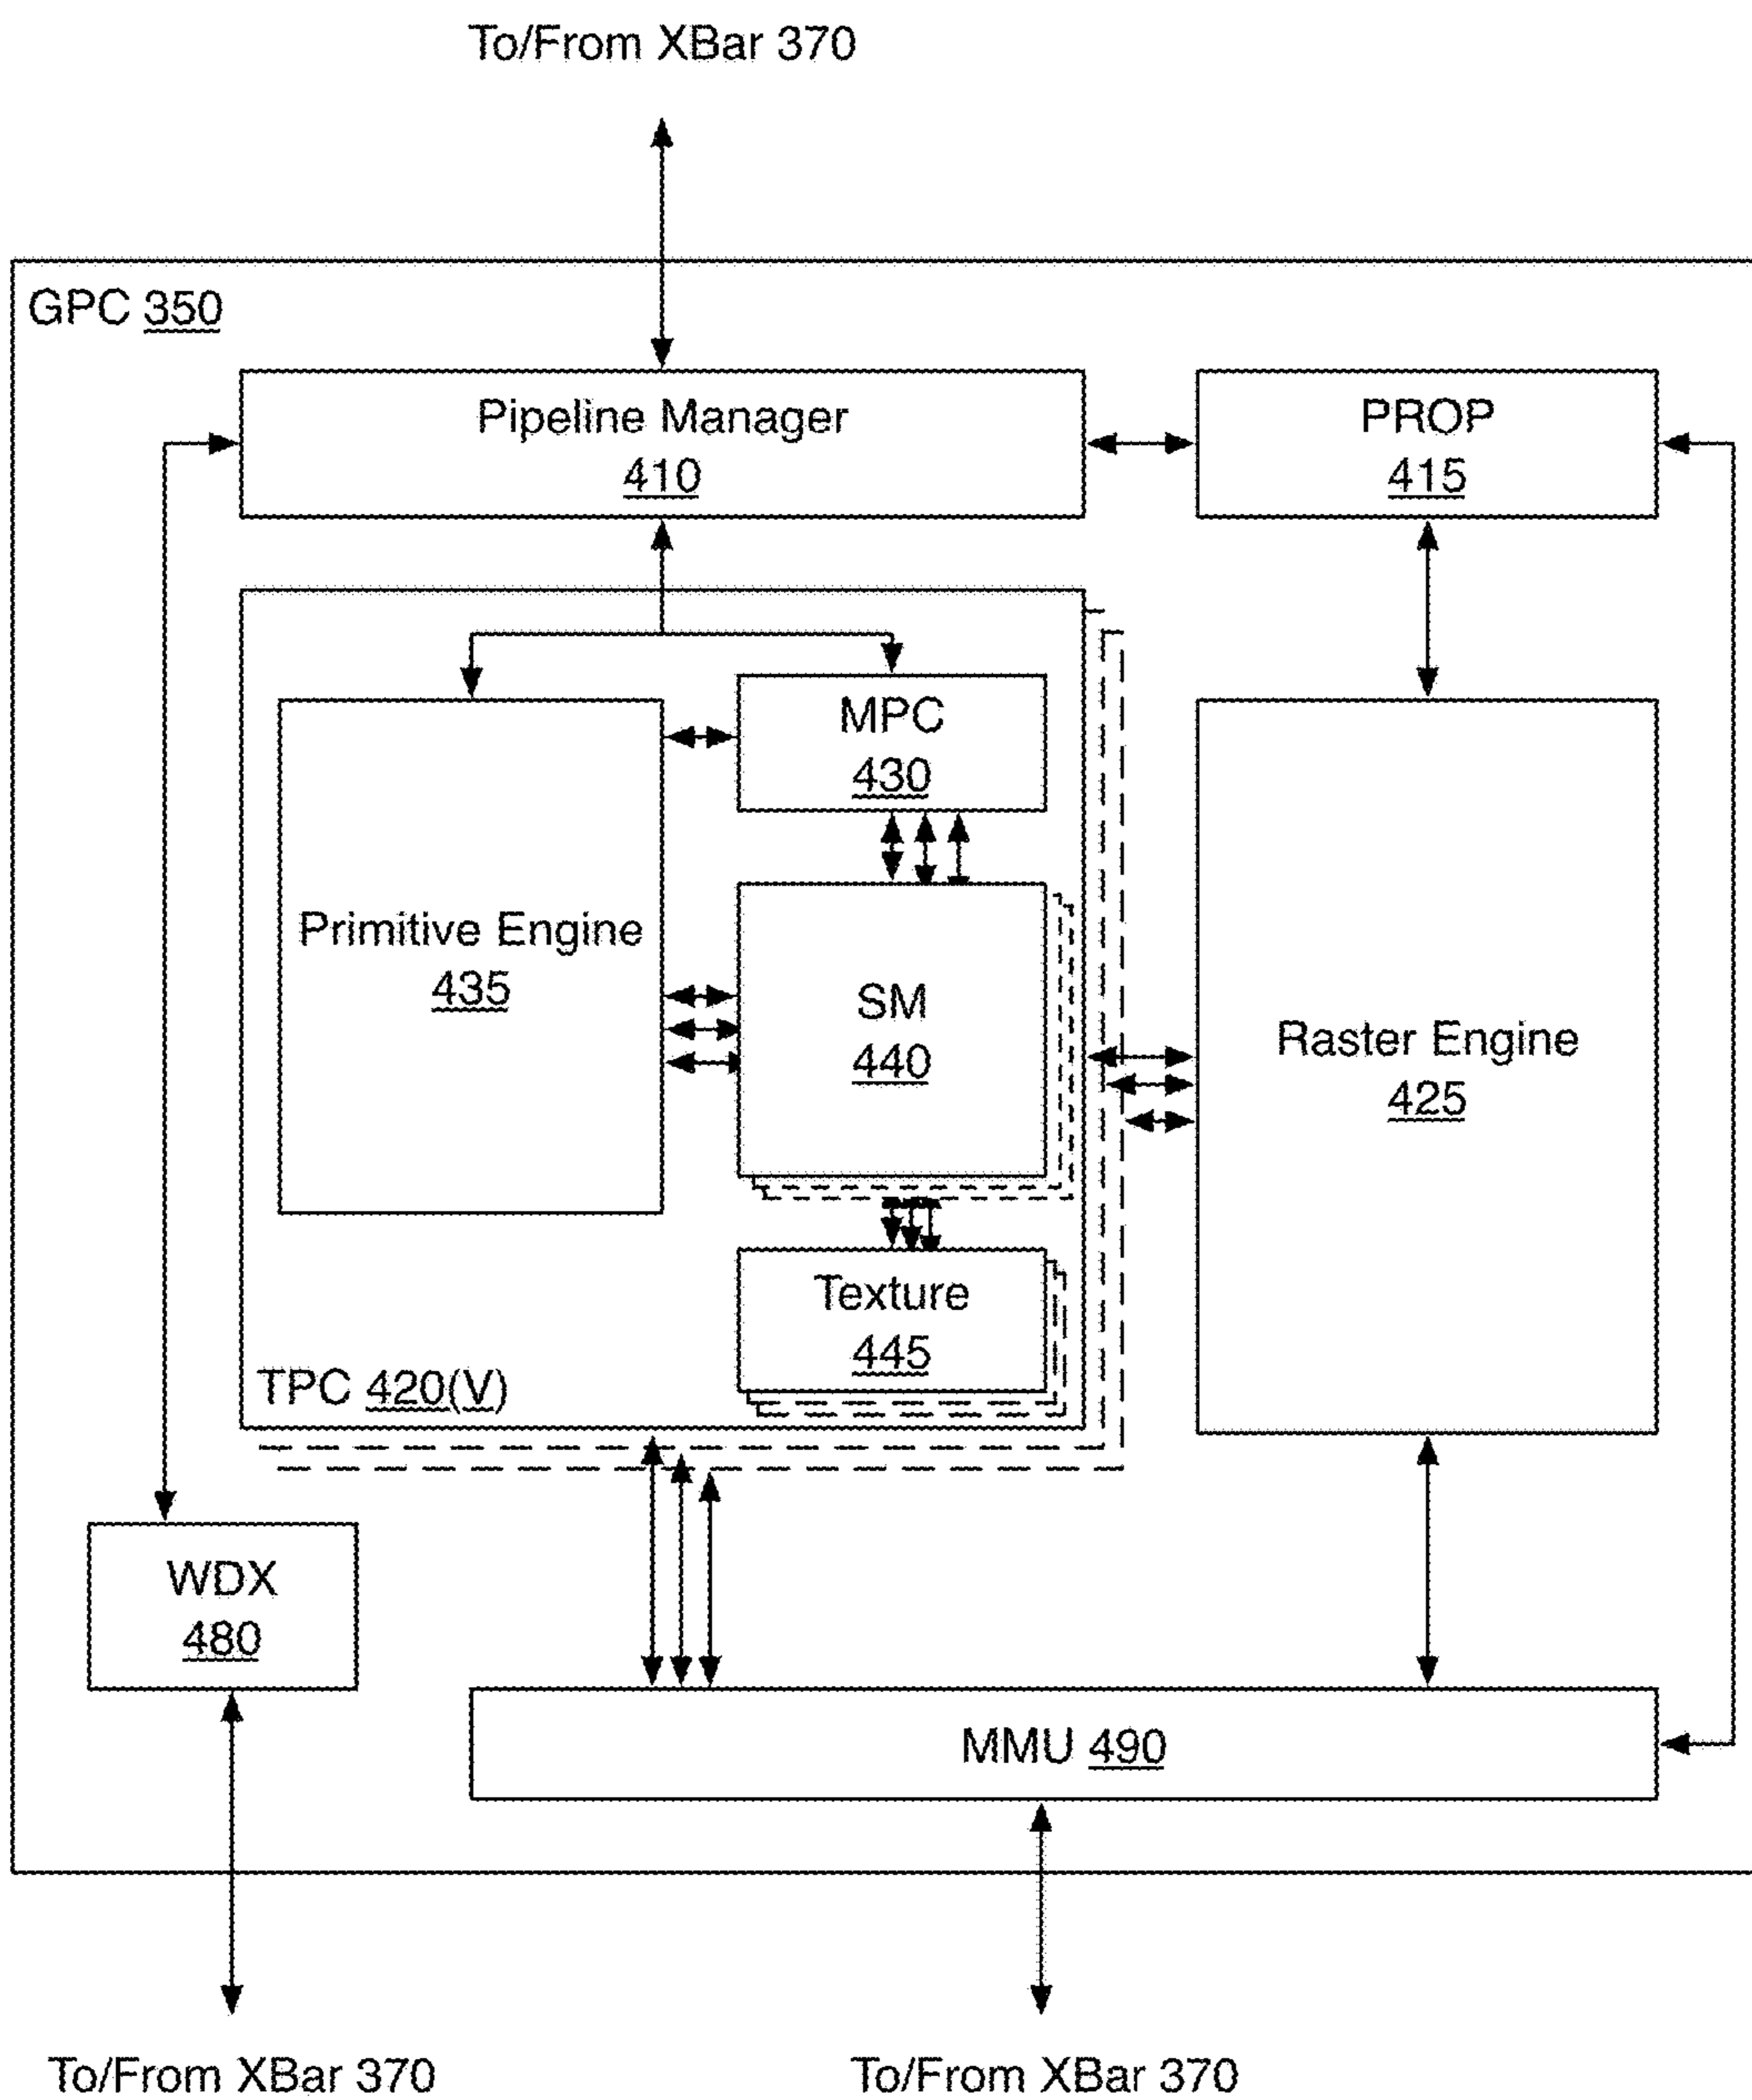 To/From XBar 370
GPC 350
Pipeline Manager
410
PROP
415
MPC
430
Primitive Engine
435
SM
440
Raster Engine
425
Texture
445
TPC 420(V)
WDX
480
MMU 490
To/From XBar 370
To/From XBar 370